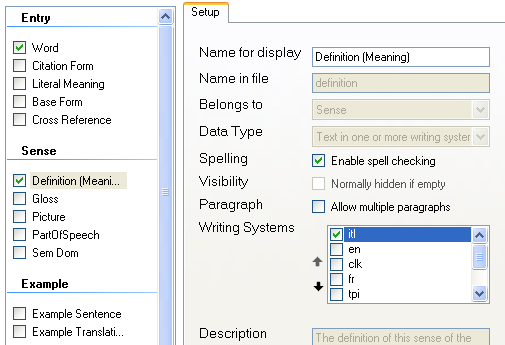 Entry
Word
Citation Form
Literal Meaning
Base Form
Cross Reference
Sense
Definition (Meani...
Gloss
Picture
PartOfSpeech
Sem Dom
Example
Example Sentence
Example Translati...
Setup
Name for display Definition (Meaning)
Name in file definition
Belongs to Sense
Data Type Text in one or more writing syster
Spelling Enable spell checking
Visibility Normally hidden if empty
Paragraph Allow multiple paragraphs
Writing Systems itl
en
clk
fr
tpi
Description The definition of this sense of the